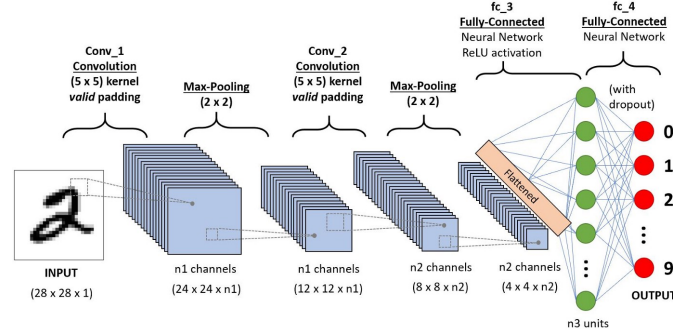 fc_3
Fully-Connected
Neural Network
ReLU activation
fc_4
Fully-Connected
Neural Network
Conv_1
Convolution
(5 x 5) kernel
valid padding
Max-Pooling
(2 x 2)
Conv_2
Convolution
(5 x 5) kernel
valid padding
Max-Pooling
(2 x 2)
(with
dropout)
Flattened
0
1
2
9
INPUT
(28 x 28 x 1)
n1 channels
(24 x 24 x n1)
n1 channels
(12 x 12 x n1)
n2 channels
(8 x 8 x n2)
n2 channels
(4 x 4 x n2)
OUTPUT
n3 units
2